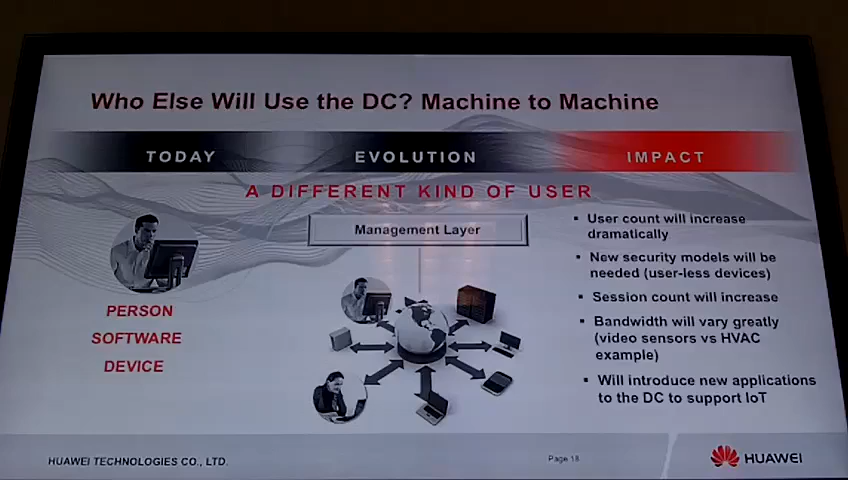 Who Else Will Use the DC? Machine to Machine
TODAY
EVOLUTION
IMPACT
A DIFFERENT KIND OF USER
Management Layer
PERSON
SOFTWARE
DEVICE
▪ User count will increase
dramatically
▪ New security models will be
needed (user-less devices)
▪ Session count will increase
▪ Bandwidth will vary greatly
(video sensors vs HVAC
example)
▪ Will introduce new applications
to the DC to support IoT
HUAWEI TECHNOLOGIES CO., LTD.
Page 18
HUAWEI